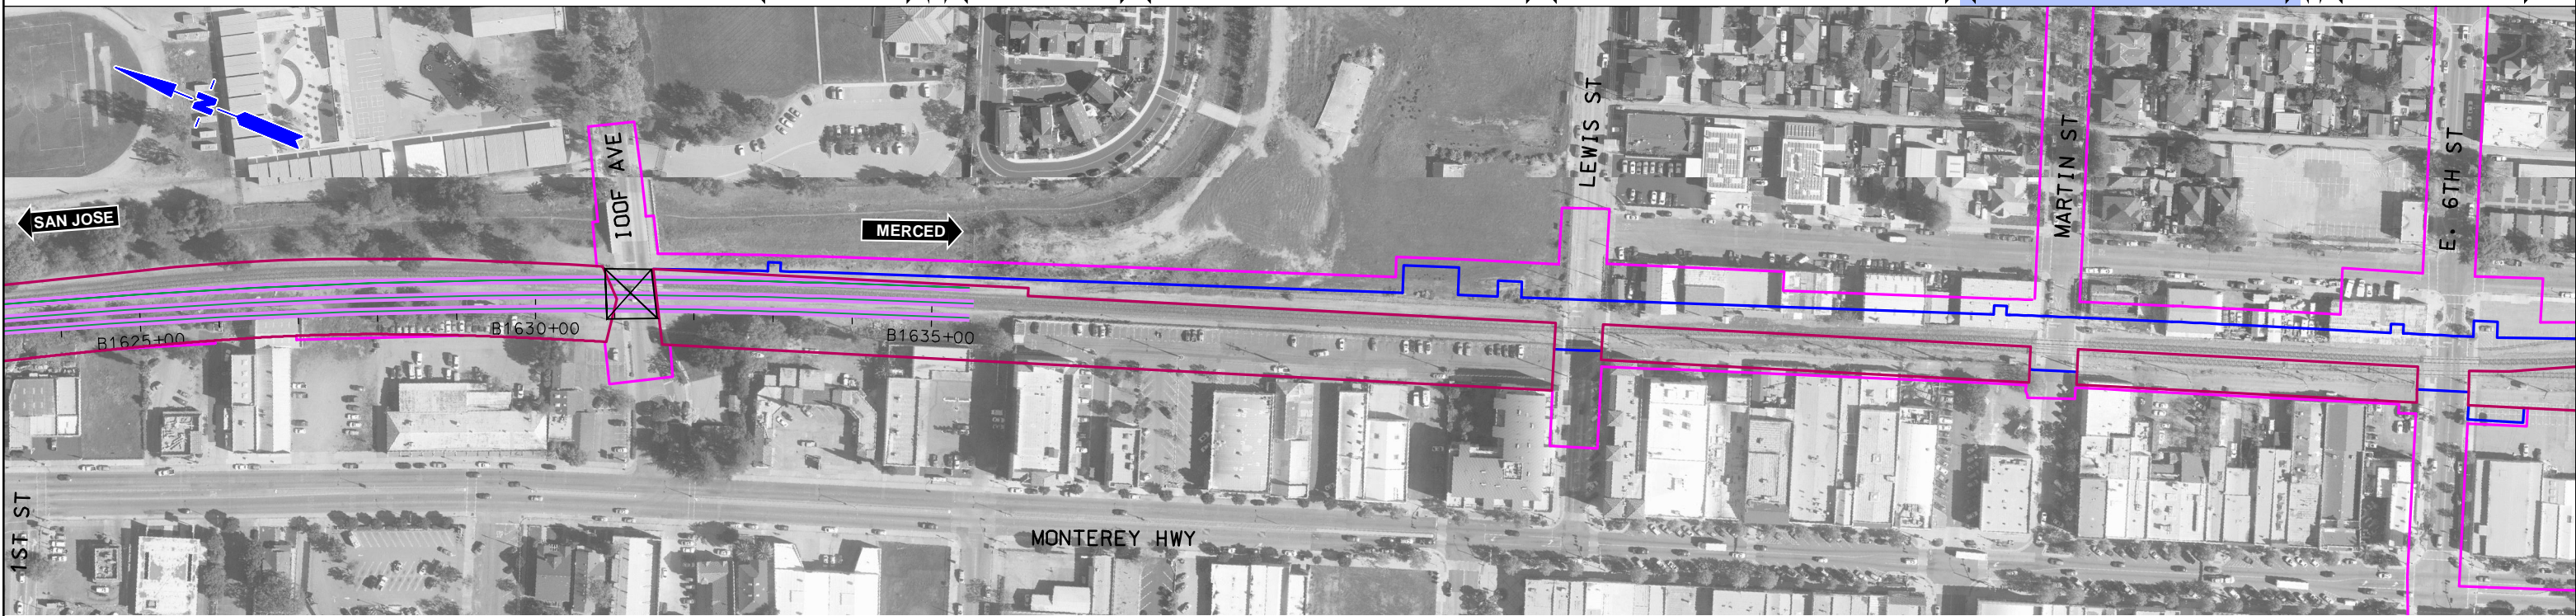 N
SAN JOSE
IOOF AVE
MERCED
LEWIS ST
MARTIN ST
E. 6TH ST
B1625+00
B1630+00
B1635+00
1ST ST
MONTEREY HWY